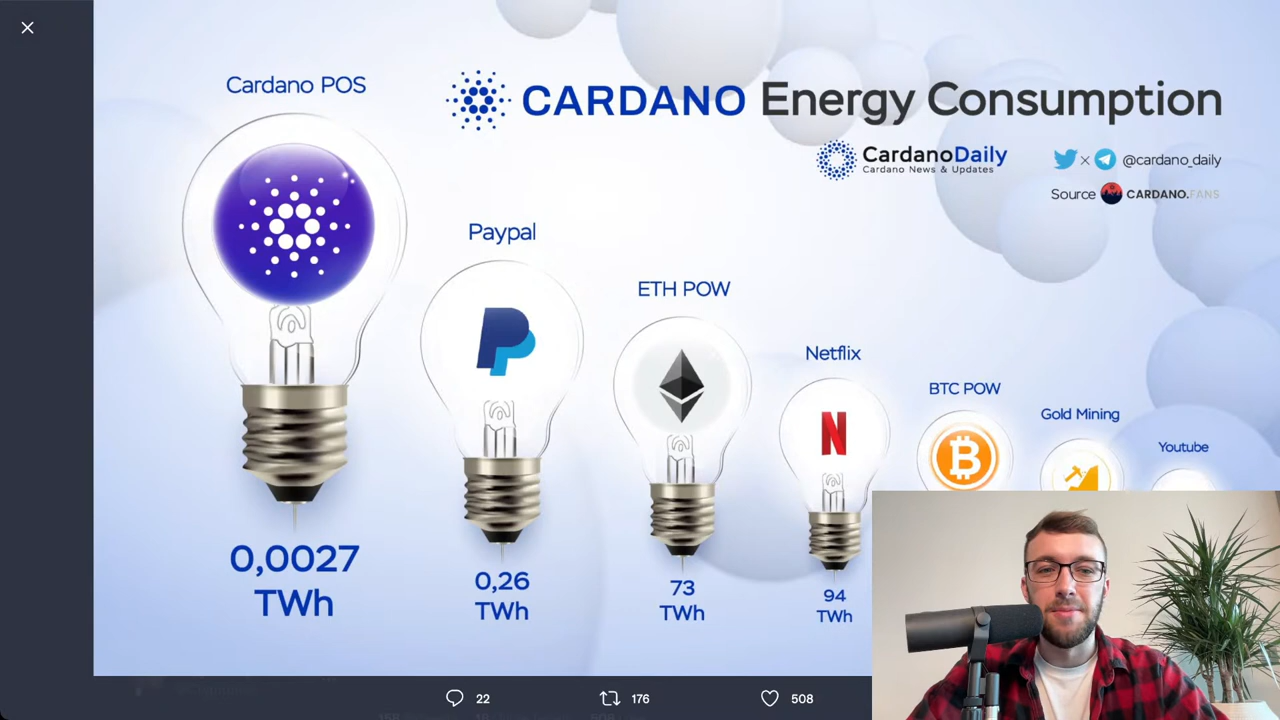 Cardano POS
CARDANO Energy Consumption
CardanoDaily
Cardano News & Updates
@cardano_daily
Source CARDANO.FANS
Paypal
ETH POW
Netflix
BTC POW
Gold Mining
Youtube
0,0027
TWh
0,26
TWh
73
TWh
94
TWh
22
176
508